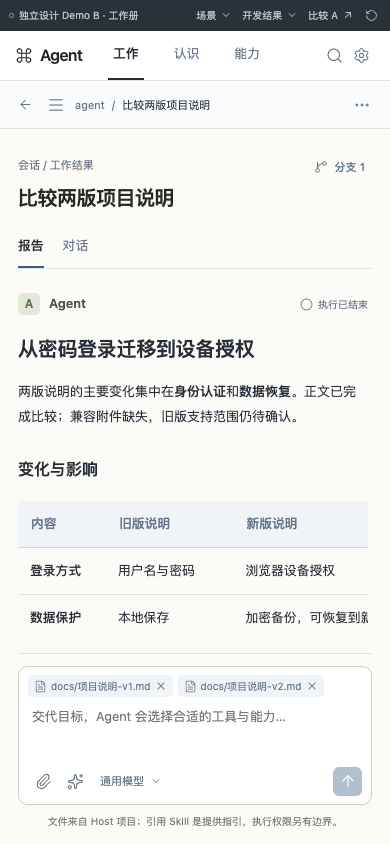 独立设计 Demo B · 工作册 场景 开发结果 比较 A
Agent 工作 认识 能力
agent / 比较两版项目说明
会话 / 工作结果 分支 1
比较两版项目说明
报告 对话
A Agent 执行已结束
从密码登录迁移到设备授权
两版说明的主要变化集中在身份认证和数据恢复。正文已完
成比较；兼容附件缺失，旧版支持范围仍待确认。
变化与影响
内容 旧版说明 新版说明
登录方式 用户名与密码 浏览器设备授权
数据保护 本地保存 加密备份，可恢复到
docs/项目说明-v1.md docs/项目说明-v2.md
交代目标，Agent 会选择合适的工具与能力...
通用模型
文件来自 Host 项目；引用 Skill 是提供指引，执行权限另有边界。